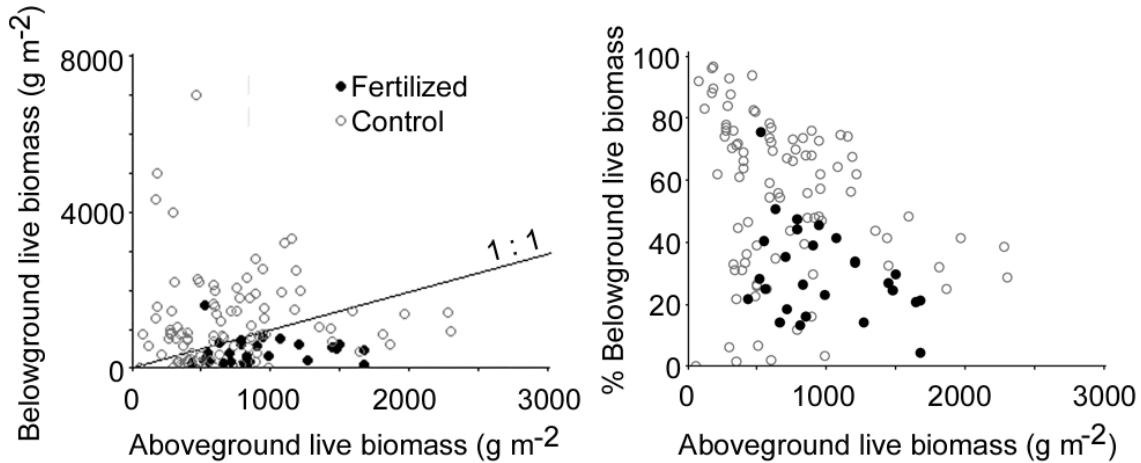 Belowground live biomass (g m-2)
8000
4000
0
Fertilized
Control
1 : 1
0
1000
2000
3000
Aboveground live biomass (g m-2
% Belowground live biomass
100
80
60
40
20
0
0
1000
2000
3000
Aboveground live biomass (g m-2)